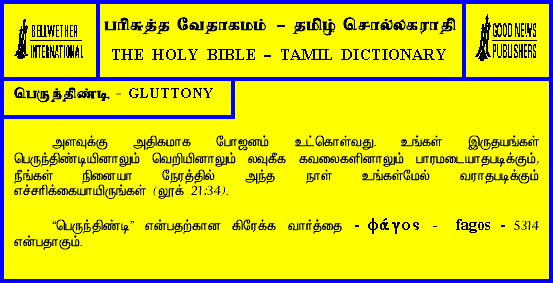 BELLWETHER
INTERNATIONAL
பரிசுத்த வேதாகமம் – தமிழ் சொல்லகராதி
THE HOLY BIBLE – TAMIL DICTIONARY
GOOD NEWS
PUBLISHERS
பெருந்திண்டி - GLUTTONY
அளவுக்கு அதிகமாக போஜனம் உட்கொள்வது. உங்கள் இருதயங்கள்
பெருந்திண்டியினாலும் வெறியினாலும் லவுகீக கவலைகளினாலும் பாரமடையாதபடிக்கும்,
நீங்கள் நினையா நேரத்தில் அந்த நாள் உங்கள்மேல் வராதபடிக்கும்
எச்சரிக்கையாயிருங்கள் (லூக் 21:34).
“பெருந்திண்டி” என்பதற்கான கிரேக்க வார்த்தை - φάγος - fagos - 5314
என்பதாகும்.